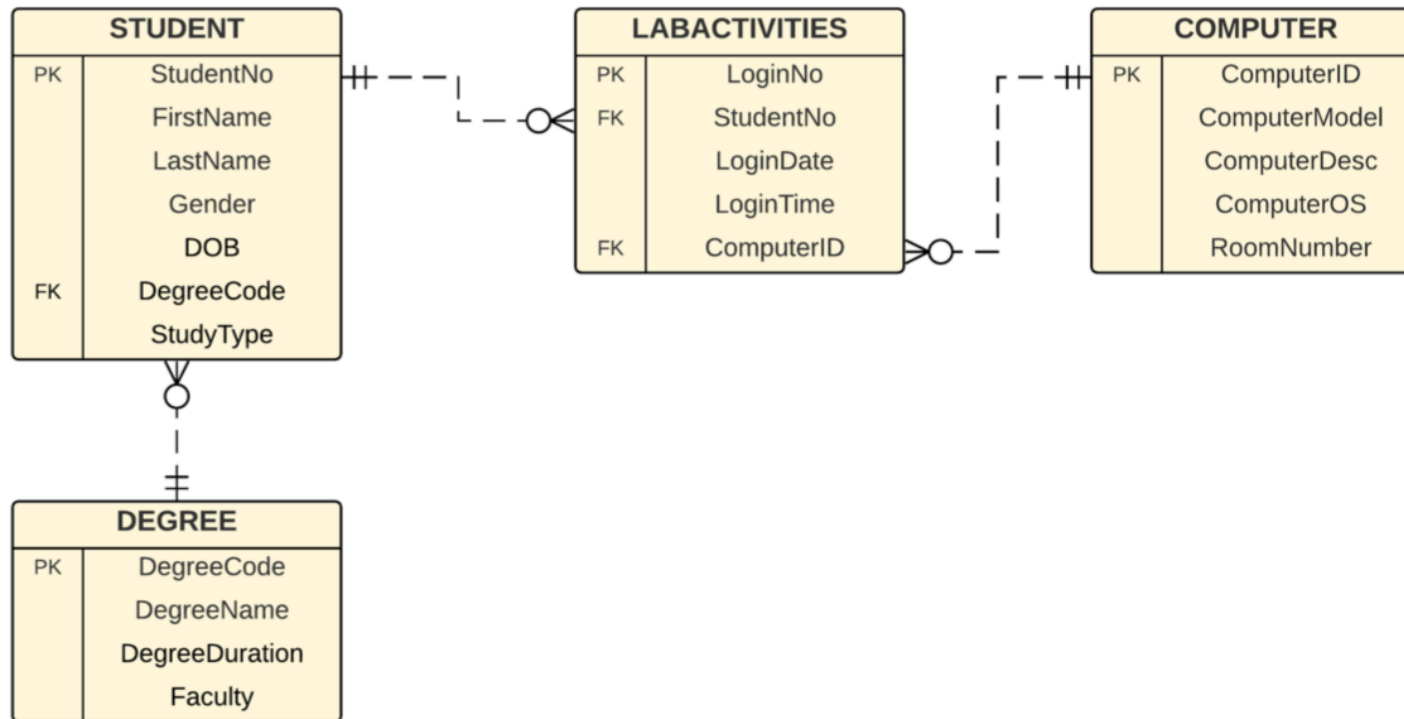 STUDENT
PK StudentNo
FirstName
LastName
Gender
DOB
FK DegreeCode
StudyType
LABACTIVITIES
PK LoginNo
FK StudentNo
LoginDate
LoginTime
FK ComputerID
COMPUTER
PK ComputerID
ComputerModel
ComputerDesc
ComputerOS
RoomNumber
DEGREE
PK DegreeCode
DegreeName
DegreeDuration
Faculty